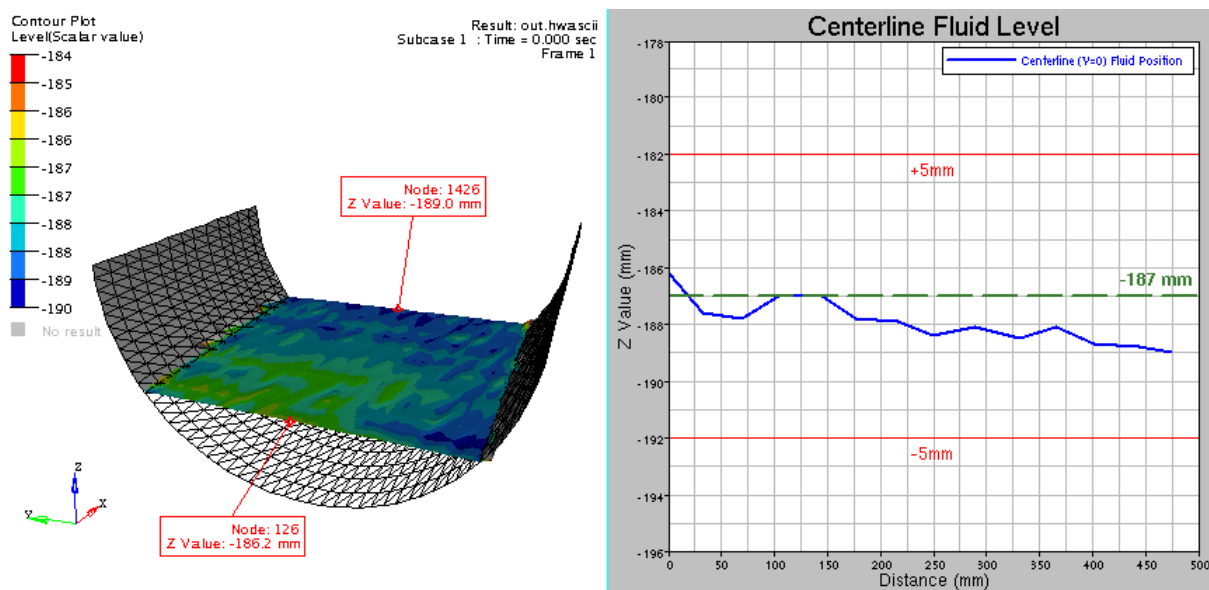 Contour Plot
Level(Scalar value)
-184
-185
-186
-186
-187
-187
-188
-188
-189
-189
-190
No result
Result: out.hwascii
Subcase 1 : Time = 0.000 sec
Frame 1
Node: 1426
Z Value: -189.0 mm
Node: 126
Z Value: -186.2 mm
Z
Y
X
Centerline Fluid Level
Centerline (Y=0) Fluid Position
Z Value (mm)
-178
-180
-182
-184
-186
-188
-190
-192
-194
-196
+5mm
-187 mm
-5mm
0
50
100
150
200
250
300
350
400
450
500
Distance (mm)